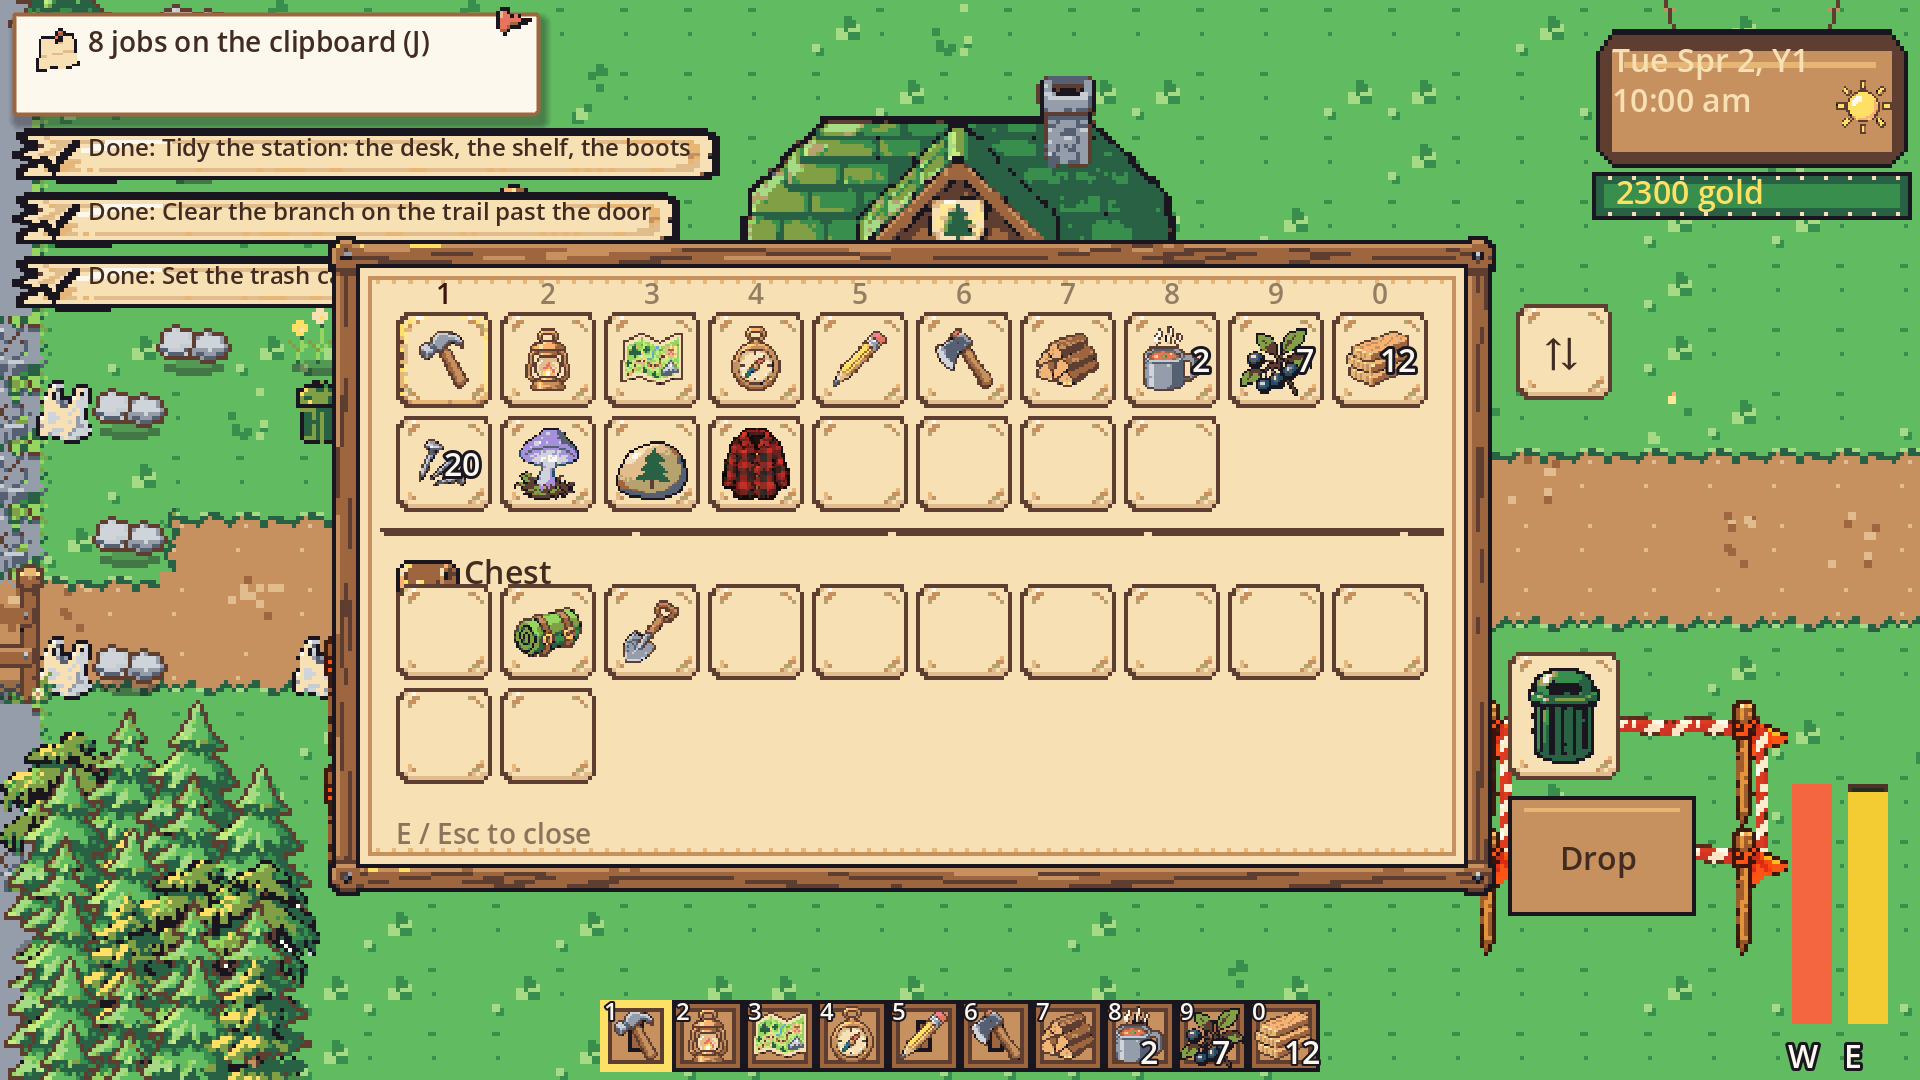 8 jobs on the clipboard (J)
Done: Tidy the station: the desk, the shelf, the boots
Done: Clear the branch on the trail past the door
Done: Set the trash
Tue Spr 2, Y1
10:00 am
2300 gold
1 2 3 4 5 6 7 8 9 0
2 7 12
20
Chest
E / Esc to close
Drop
1 2 3 4 5 6 7 8 9 0
2 7 12
W E